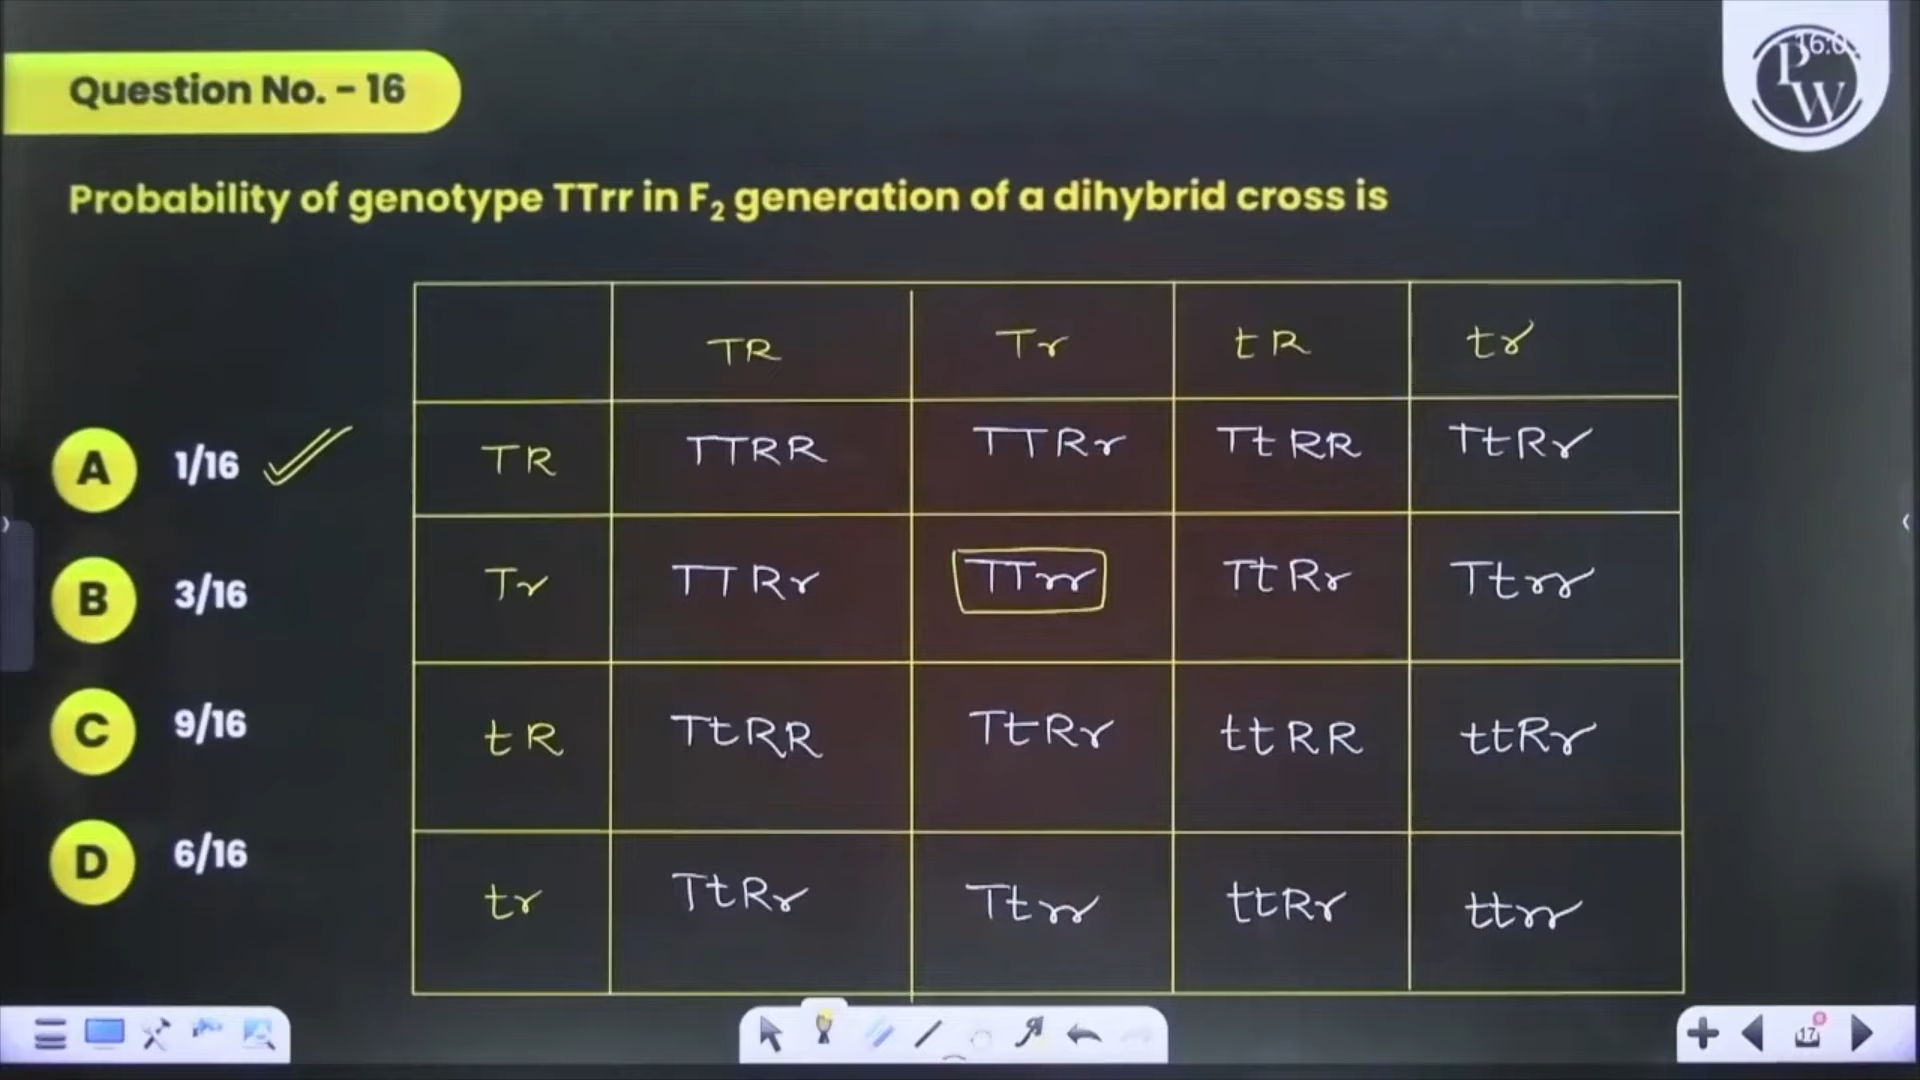 Question No. - 16
PW
Probability of genotype TTrr in F₂ generation of a dihybrid cross is
TR Tr tR tr
TR TTRR TTRr TtRR TtRr
Tr TTRr TTrr TtRr Ttrr
tR TtRR TtRr ttRR ttRr
tr TtRr Ttrr ttRr ttrr
A 1/16
B 3/16
C 9/16
D 6/16
17